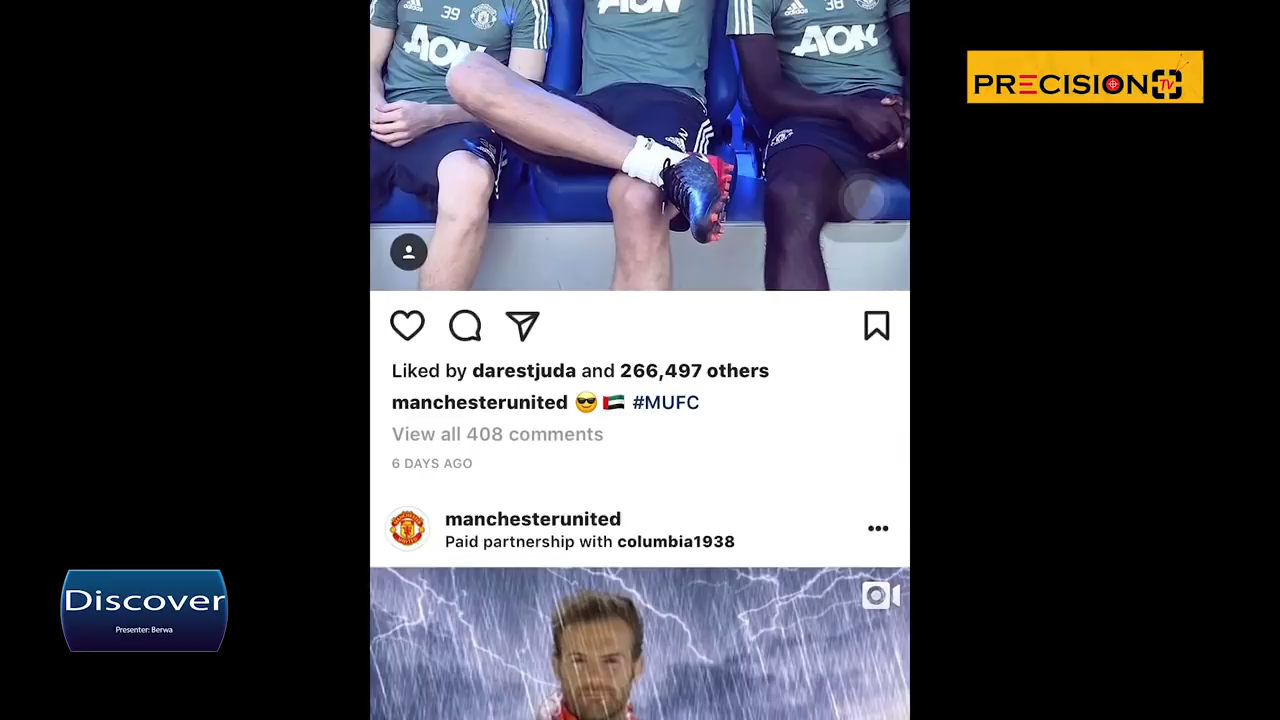 39
AON
AON
38
AON
PRECISION TV
Liked by darestjuda and 266,497 others
manchesterunited 😎🇦🇪 #MUFC
View all 408 comments
6 DAYS AGO
manchesterunited
Paid partnership with columbia1938
Discover
Presenter: Berwa